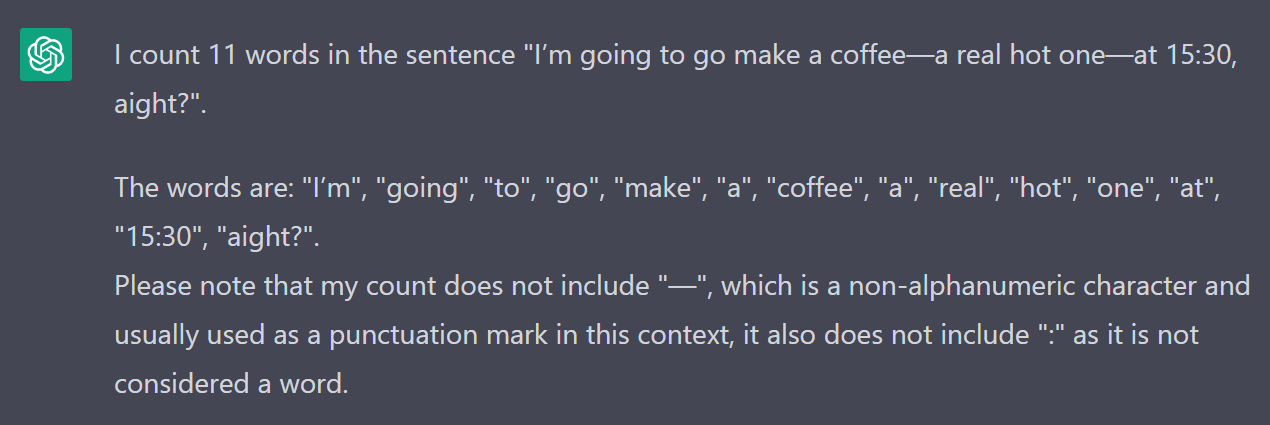 I count 11 words in the sentence "I’m going to go make a coffee—a real hot one—at 15:30,
aight?".
The words are: "I’m", "going", "to", "go", "make", "a", "coffee", "a", "real", "hot", "one", "at",
"15:30", "aight?".
Please note that my count does not include "—", which is a non-alphanumeric character and
usually used as a punctuation mark in this context, it also does not include ":" as it is not
considered a word.